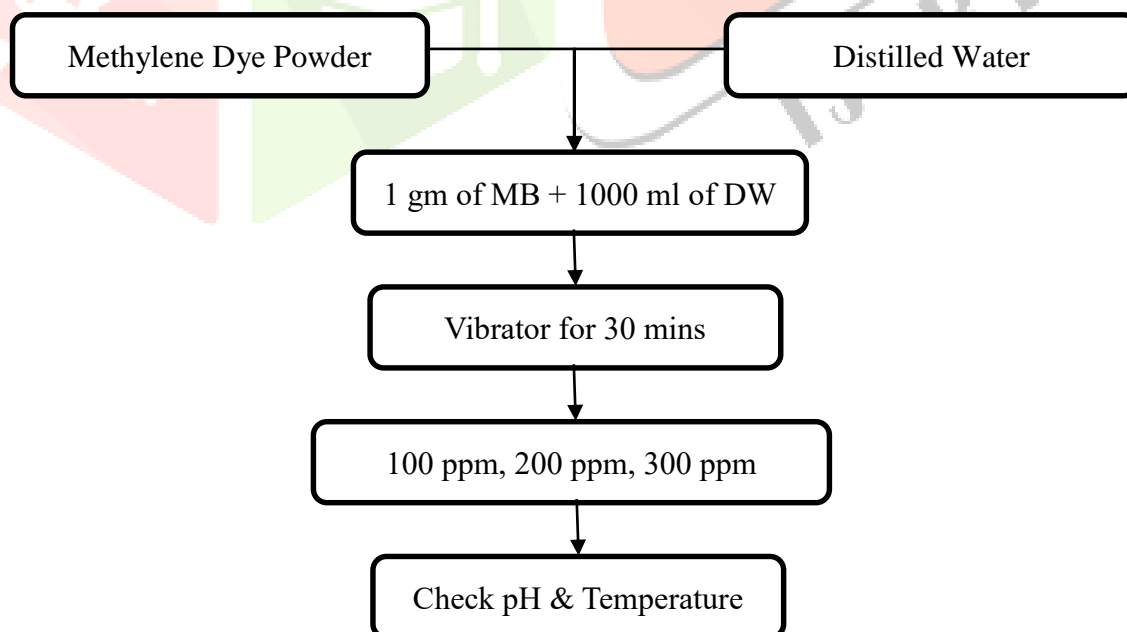 Methylene Dye Powder
Distilled Water
1 gm of MB + 1000 ml of DW
Vibrator for 30 mins
100 ppm, 200 ppm, 300 ppm
Check pH & Temperature